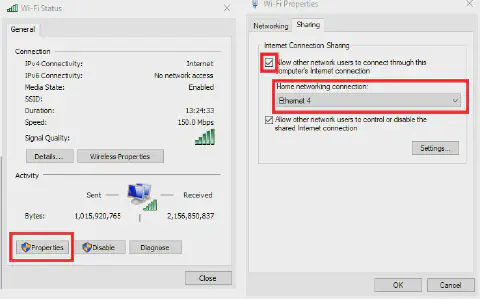 Wi-Fi Status
General
Connection
IPv4 Connectivity: Internet
IPv6 Connectivity: No network access
Media State: Enabled
SSID:
Duration: 13:24:33
Speed: 150.0 Mbps
Signal Quality:
Details...
Wireless Properties
Activity
Sent — Received
Bytes: 1,015,920,765 2,156,850,837
Properties
Disable
Diagnose
Close
Wi-Fi Properties
Networking Sharing
Internet Connection Sharing
Allow other network users to connect through this
computer's Internet connection
Home networking connection:
Ethernet 4
Allow other network users to control or disable the
shared Internet connection
Settings...
OK
Cancel